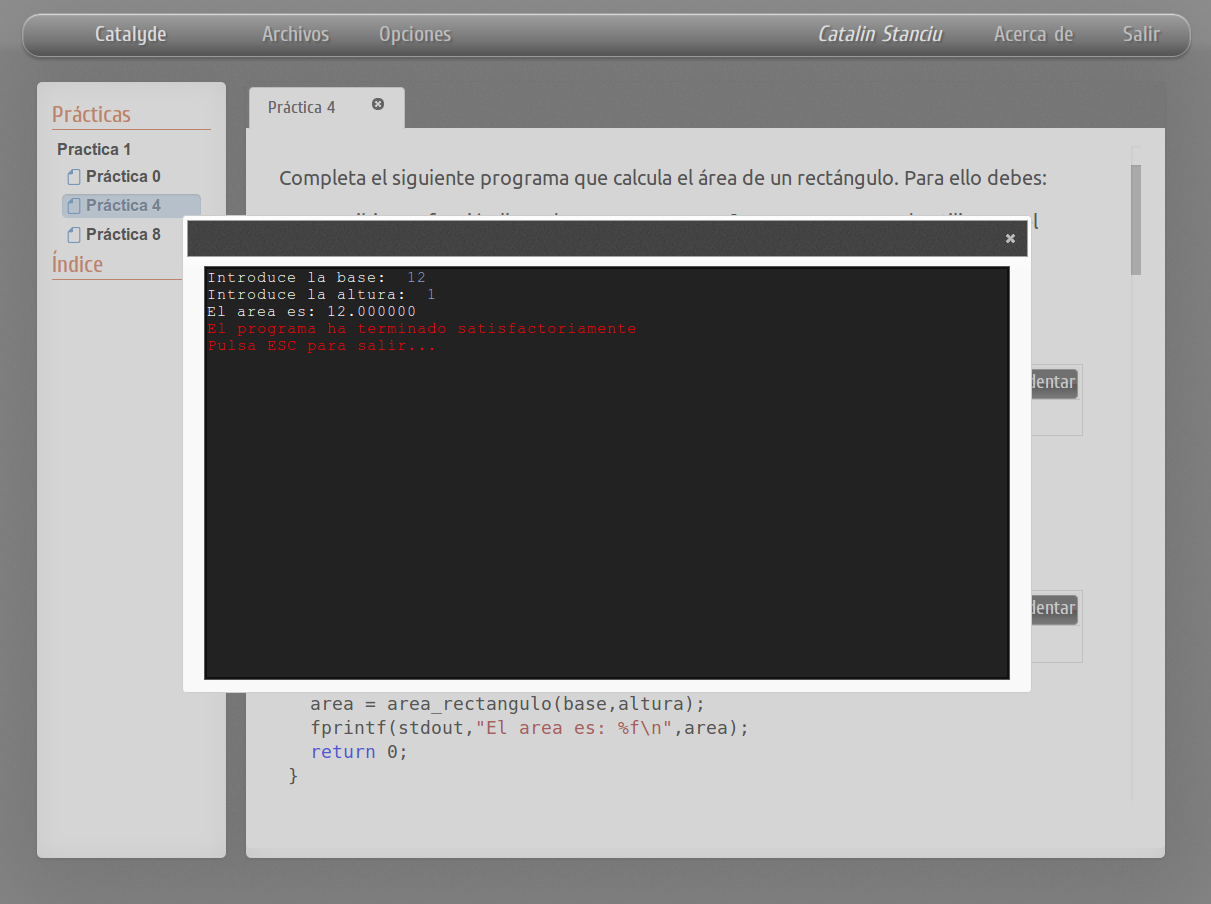 Catalyde Archivos Opciones Catalin Stanciu Acerca de Salir
Prácticas
Practica 1
Práctica 0
Práctica 4
Práctica 8
Índice
Práctica 4
Completa el siguiente programa que calcula el área de un rectángulo. Para ello debes:
Introduce la base: 12
Introduce la altura: 1
El area es: 12.000000
El programa ha terminado satisfactoriamente
Pulsa ESC para salir...
dentar
dentar
area = area_rectangulo(base,altura);
fprintf(stdout,"El area es: %f\n",area);
return 0;
}